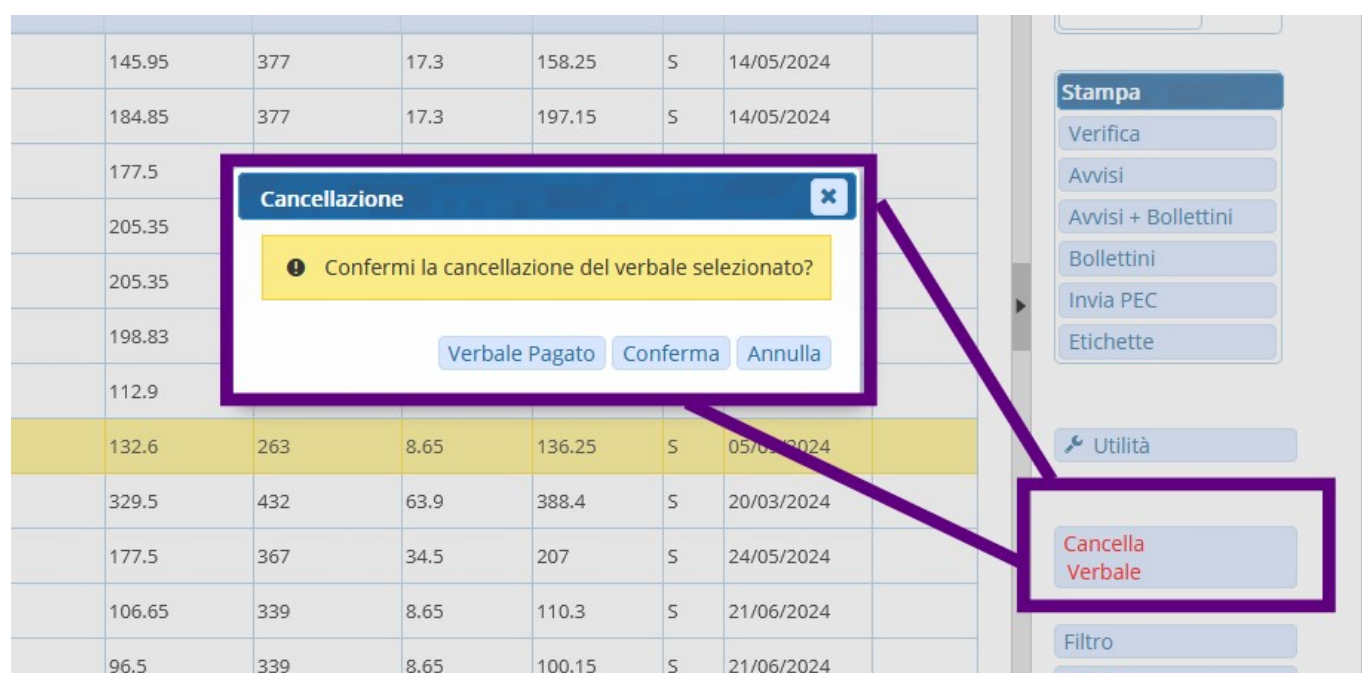 145.95 377 17.3 158.25 S 14/05/2024
184.85 377 17.3 197.15 S 14/05/2024
177.5
205.35
205.35
198.83
112.9
132.6 263 8.65 136.25 S
329.5 432 63.9 388.4 S 20/03/2024
177.5 367 34.5 207 S 24/05/2024
106.65 339 8.65 110.3 S 21/06/2024
96.5 339 8.65 100.15 S 21/06/2024
Cancellazione
Confermi la cancellazione del verbale selezionato?
Verbale Pagato Conferma Annulla
Stampa
Verifica
Avvisi
Avvisi + Bollettini
Bollettini
Invia PEC
Etichette
Utilità
Cancella
Verbale
Filtro